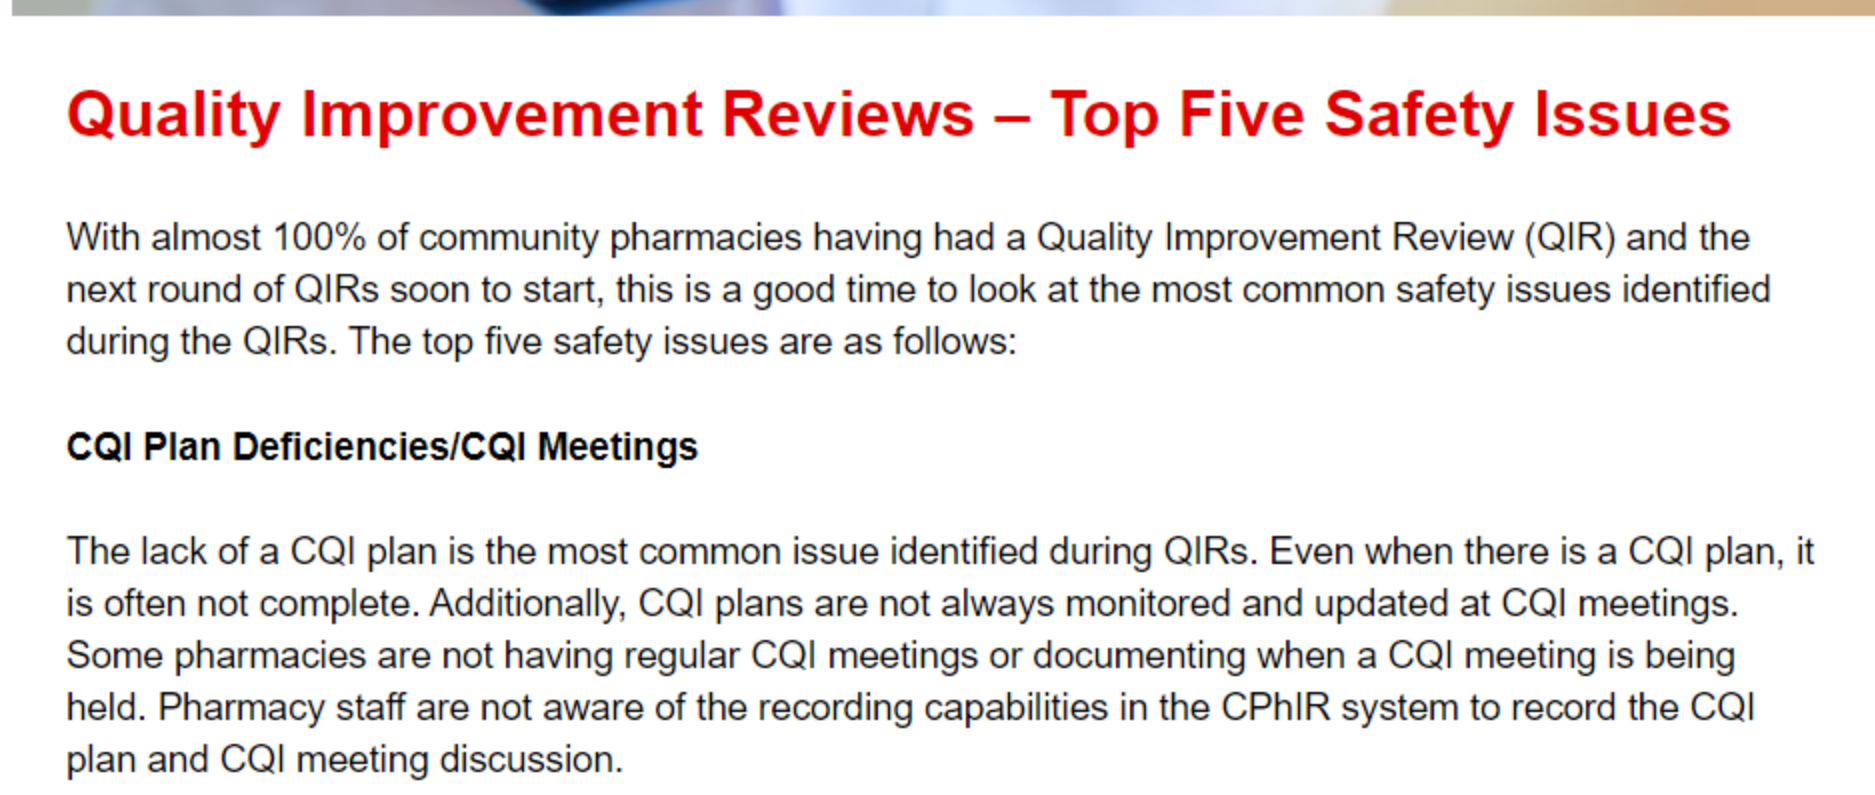 Quality Improvement Reviews – Top Five Safety Issues
With almost 100% of community pharmacies having had a Quality Improvement Review (QIR) and the
next round of QIRs soon to start, this is a good time to look at the most common safety issues identified
during the QIRs. The top five safety issues are as follows:
CQI Plan Deficiencies/CQI Meetings
The lack of a CQI plan is the most common issue identified during QIRs. Even when there is a CQI plan, it
is often not complete. Additionally, CQI plans are not always monitored and updated at CQI meetings.
Some pharmacies are not having regular CQI meetings or documenting when a CQI meeting is being
held. Pharmacy staff are not aware of the recording capabilities in the CPhIR system to record the CQI
plan and CQI meeting discussion.